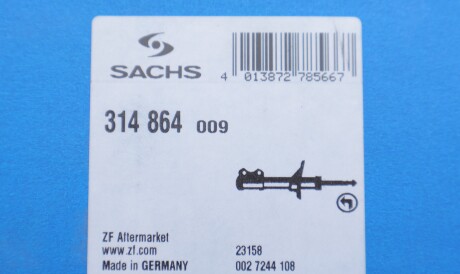 SACHS
4 013872 785667
314 864 009
ZF Aftermarket
www.zf.com 23158
Made in GERMANY 002 7244 108